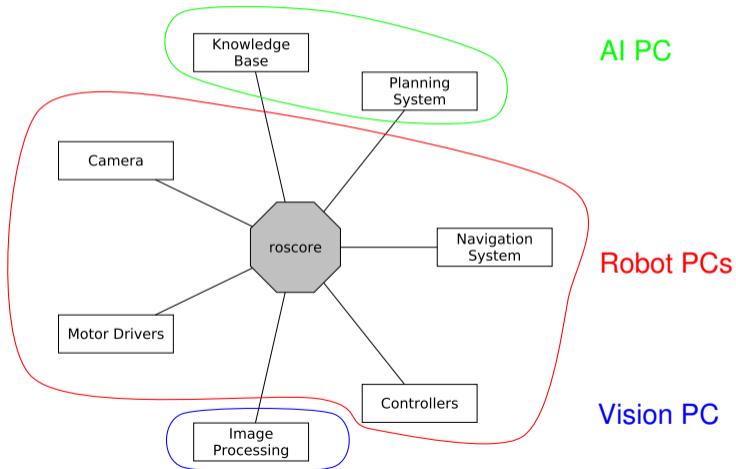 Knowledge
Base
AI PC
Planning
System
Camera
roscore
Navigation
System
Robot PCs
Motor Drivers
Controllers
Vision PC
Image
Processing